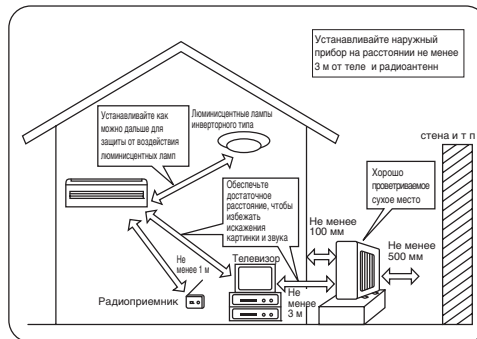 Устанавливайте наружный
прибор на расстоянии не менее
3 м от теле и радиоантенн
Устанавливайте как
можно дальше для
защиты от воздействия
люминисцентных ламп
Люминисцентные лампы
инверторного типа
стена и т п
Обеспечьте
достаточное
расстояние, чтобы
избежать
искажения
картинки и звука
Хорошо
проветриваемое
сухое место
Не менее
100 мм
Не менее
500 мм
Не
менее 1 м
Телевизор
Радиоприемник
Не
менее
3 м